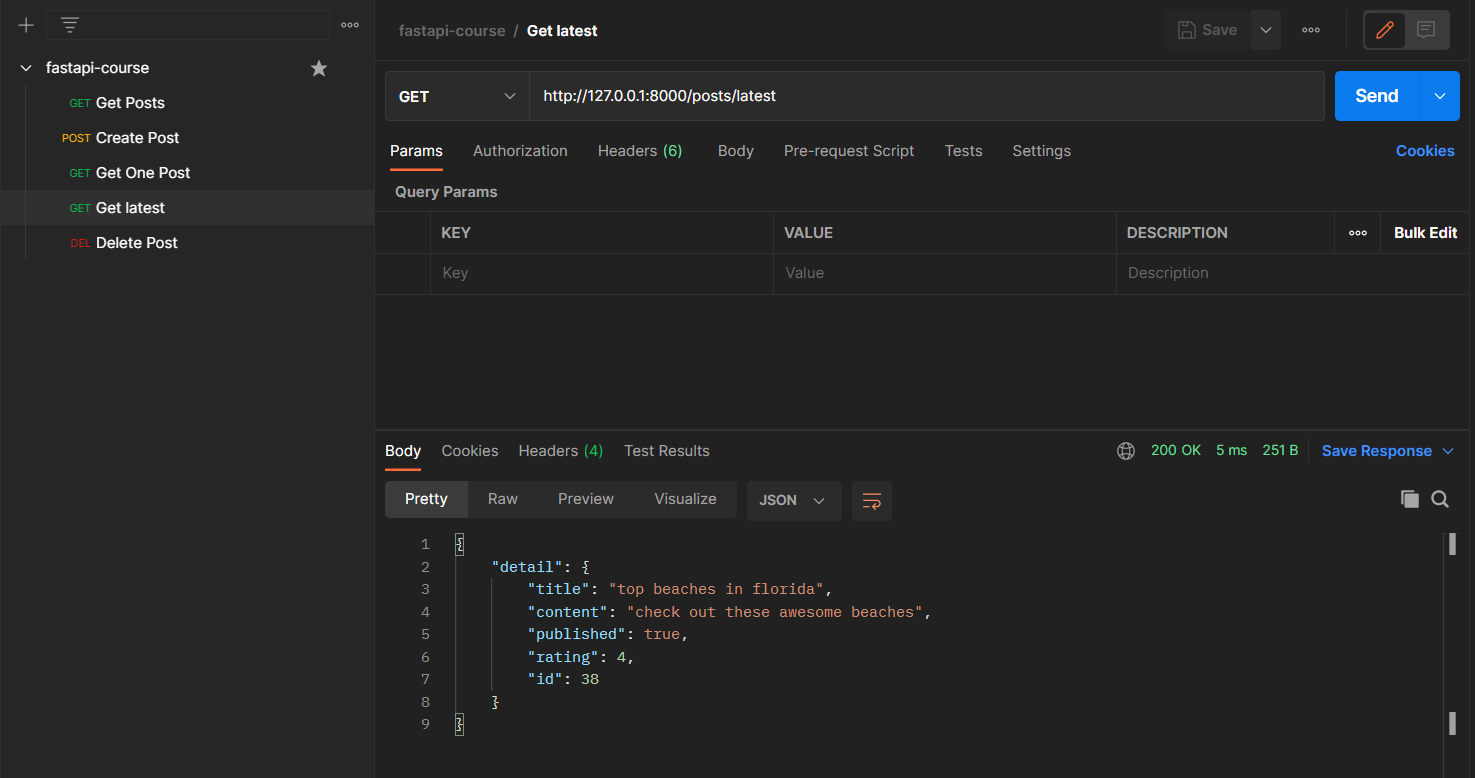 fastapi-course
GET Get Posts
POST Create Post
GET Get One Post
GET Get latest
DEL Delete Post
fastapi-course / Get latest
Save
GET http://127.0.0.1:8000/posts/latest Send
Params Authorization Headers (6) Body Pre-request Script Tests Settings Cookies
Query Params
KEY VALUE DESCRIPTION Bulk Edit
Key Value Description
Body Cookies Headers (4) Test Results 200 OK 5 ms 251 B Save Response
Pretty Raw Preview Visualize JSON
1 {
2 "detail": {
3 "title": "top beaches in florida",
4 "content": "check out these awesome beaches",
5 "published": true,
6 "rating": 4,
7 "id": 38
8 }
9 }